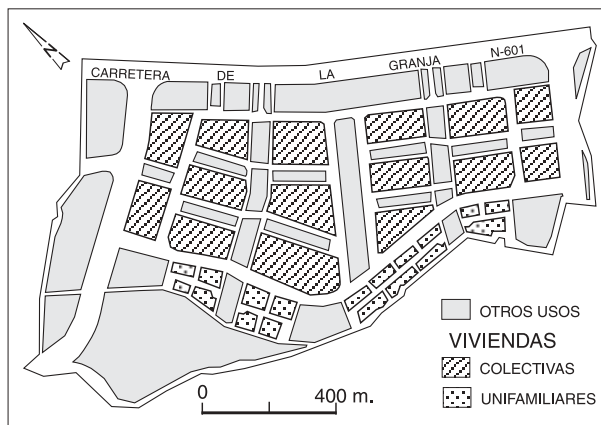 N
CARRETERA DE LA GRANJA N-601
OTROS USOS
VIVIENDAS
COLECTIVAS
UNIFAMILIARES
0 400 m.